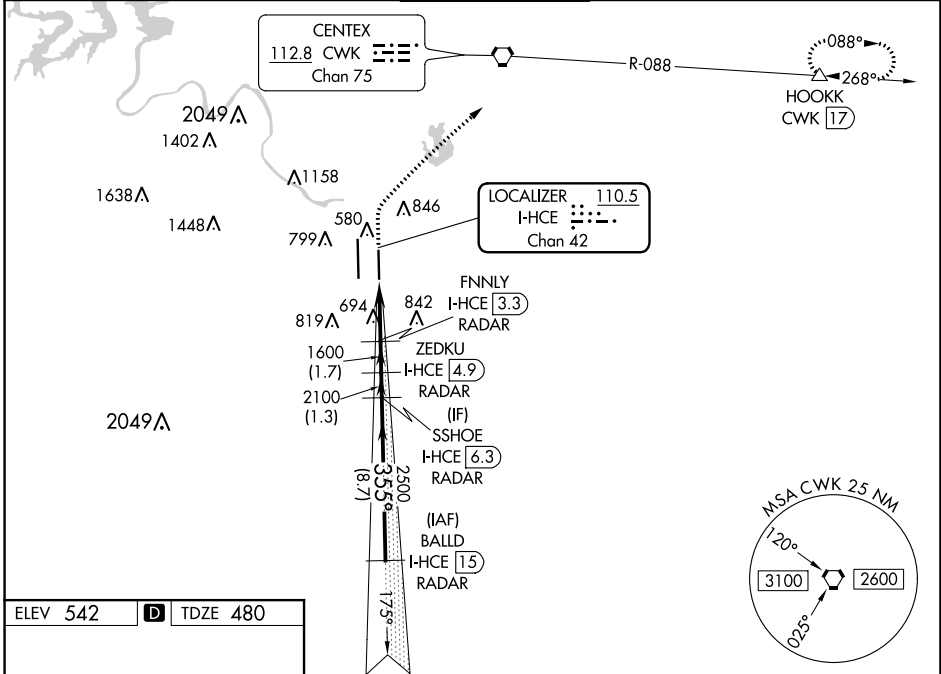 CENTEX
112.8 CWK
Chan 75
R-088
088°
268°
HOOKK
CWK 17
2049
1402
1158
1638
1448
846
580
799
LOCALIZER 110.5
I-HCE
Chan 42
FNNLY
I-HCE 3.3
RADAR
694
842
819
1600
(1.7)
ZEDKU
I-HCE 4.9
RADAR
2100
(1.3)
(IF)
SSHOE
I-HCE 6.3
RADAR
2049
2500
355°
(8.7)
(IAF)
BALLD
I-HCE 15
RADAR
175°
MSA CWK 25 NM
120°
3100
2600
025°
ELEV 542 D TDZE 480